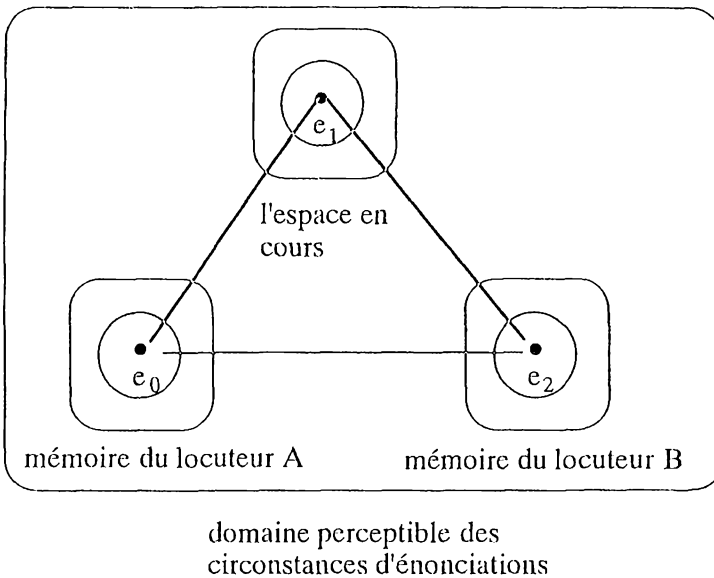 e1
l'espace en
cours
e0
e2
mémoire du locuteur A
mémoire du locuteur B
domaine perceptible des
circonstances d'énonciations